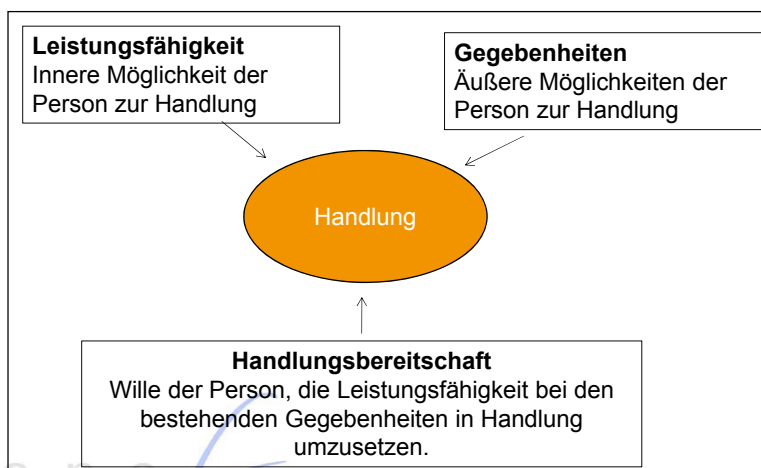 Leistungsfähigkeit
Innere Möglichkeit der
Person zur Handlung
Gegebenheiten
Äußere Möglichkeiten der
Person zur Handlung
Handlung
Handlungsbereitschaft
Wille der Person, die Leistungsfähigkeit bei den
bestehenden Gegebenheiten in Handlung
umzusetzen.